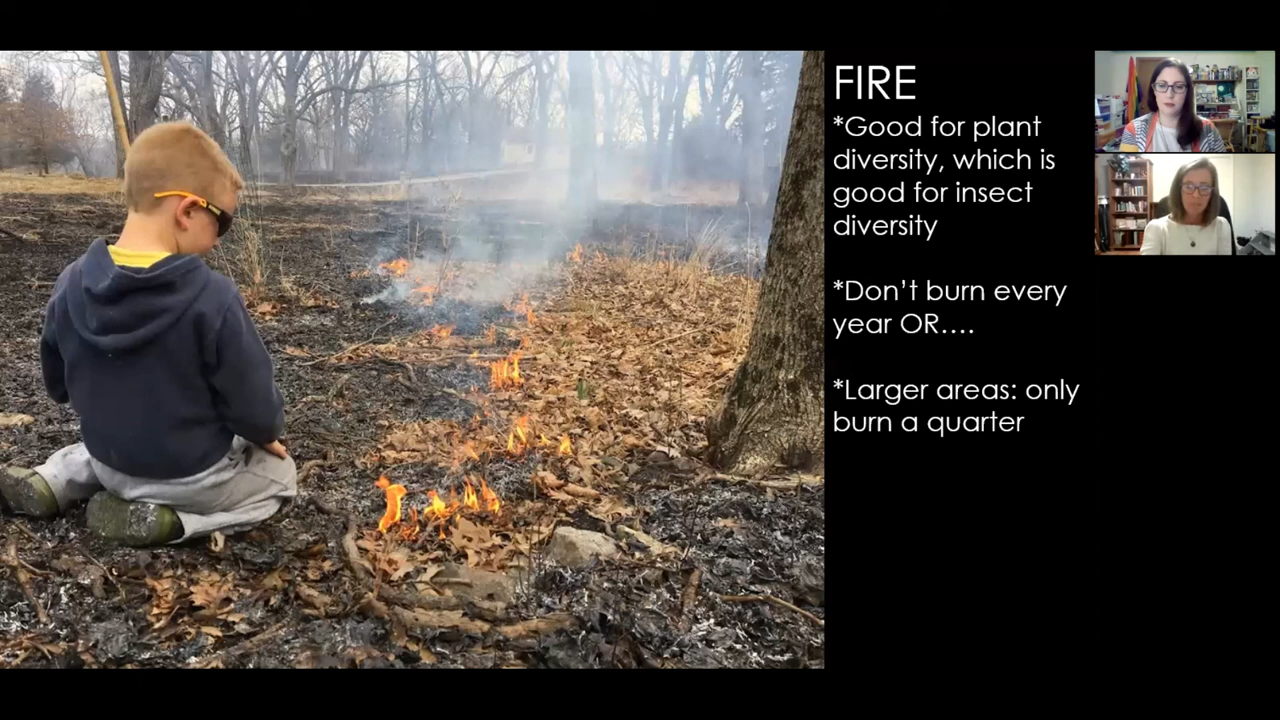 FIRE
*Good for plant
diversity, which is
good for insect
diversity
*Don’t burn every
year OR….
*Larger areas: only
burn a quarter